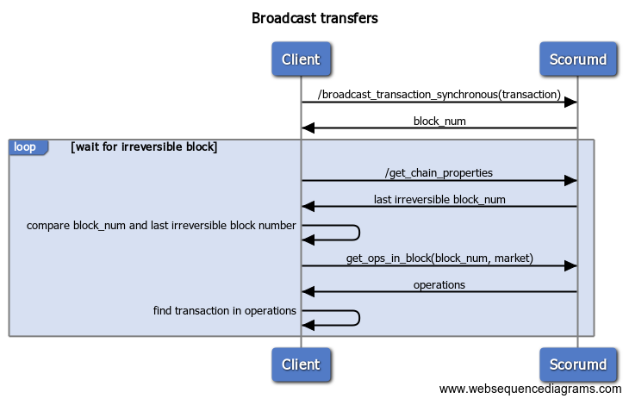 Broadcast transfers
Client
Scorumd
/broadcast_transaction_synchronous(transaction)
block_num
loop
[wait for irreversible block]
/get_chain_properties
last irreversible block_num
compare block_num and last irreversible block number
get_ops_in_block(block_num, market)
operations
find transaction in operations
Client
Scorumd
www.websequencediagrams.com